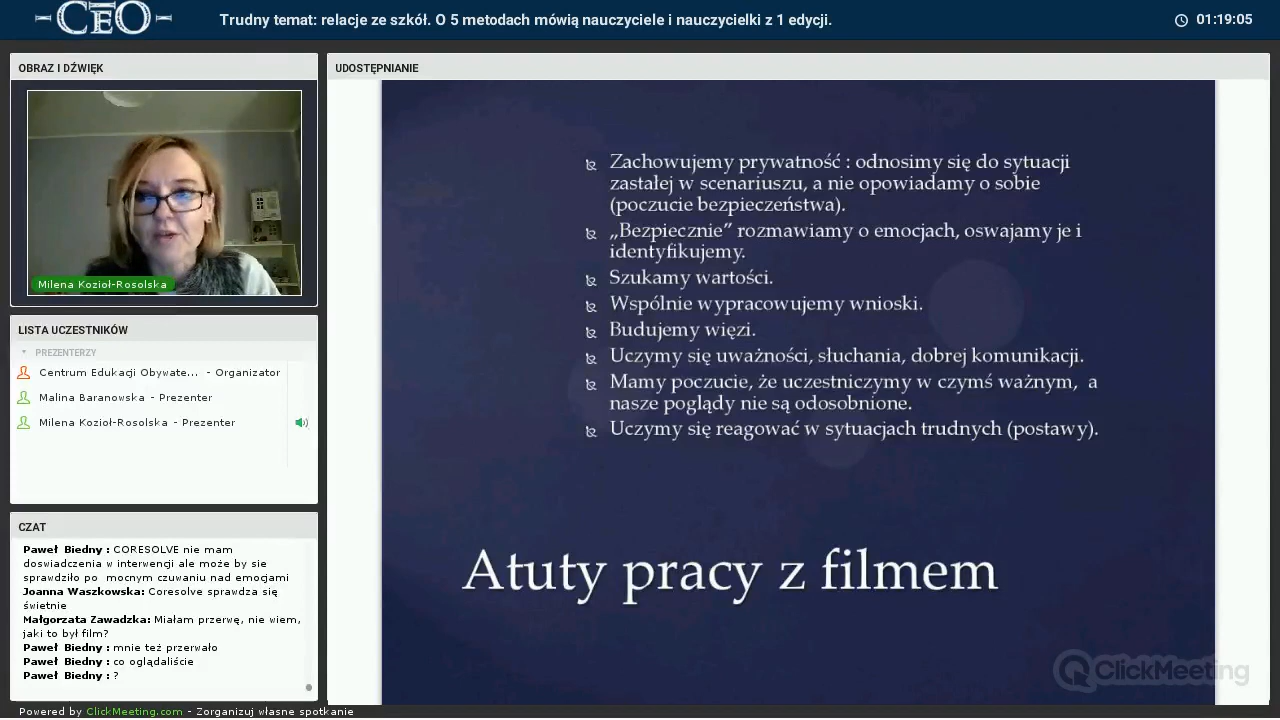 CEO
Trudny temat: relacje ze szkół. O 5 metodach mówią nauczyciele i nauczycielki z 1 edycji.
01:19:05
OBRAZ I DŹWIĘK
Milena Kozioł-Rosolska
LISTA UCZESTNIKÓW
PREZENTERZY
Centrum Edukacji Obywate... - Organizator
Malina Baranowska - Prezenter
Milena Kozioł-Rosolska - Prezenter
CZAT
Paweł Biedny : CORESOLVE nie mam
doswiadczenia w interwencji ale może by sie
sprawdziło po mocnym czuwaniu nad emocjami
Joanna Waszkowska: Coresolve sprawdza się
świetnie
Małgorzata Zawadzka: Miałam przerwę, nie wiem,
jaki to był film?
Paweł Biedny : mnie też przerwało
Paweł Biedny : co oglądaliście
Paweł Biedny : ?
UDOSTĘPNIANIE
Zachowujemy prywatność : odnosimy się do sytuacji
zastałej w scenariuszu, a nie opowiadamy o sobie
(poczucie bezpieczeństwa).
„Bezpiecznie” rozmawiamy o emocjach, oswajamy je i
identyfikujemy.
Szukamy wartości.
Wspólnie wypracowujemy wnioski.
Budujemy więzi.
Uczymy się uważności, słuchania, dobrej komunikacji.
Mamy poczucie, że uczestniczymy w czymś ważnym, a
nasze poglądy nie są odosobnione.
Uczymy się reagować w sytuacjach trudnych (postawy).
Atuty pracy z filmem
ClickMeeting
Powered by ClickMeeting.com - Zorganizuj własne spotkanie